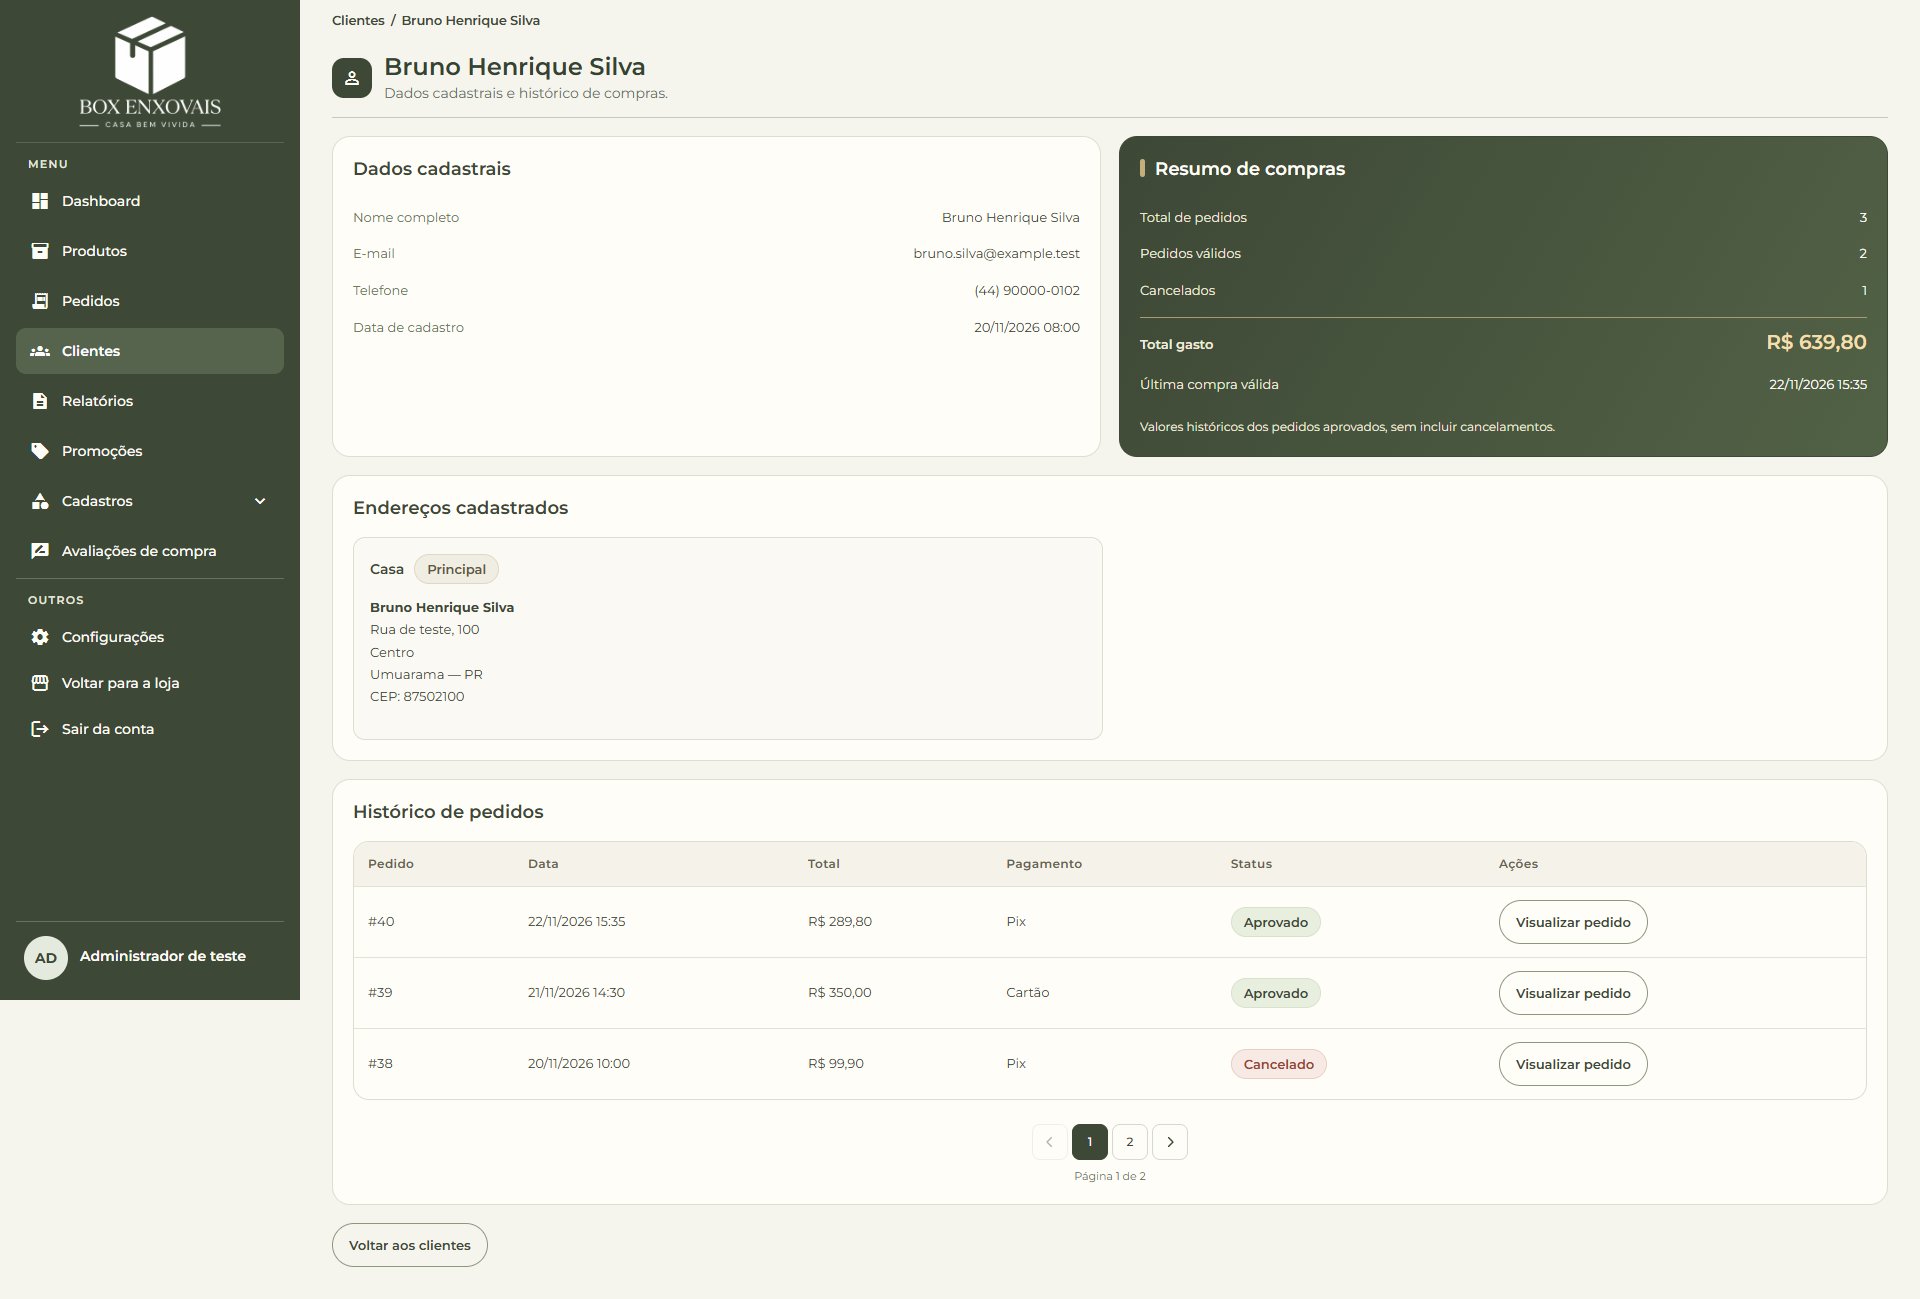 BOX ENXOVAIS
CASA BEM VIVIDA
MENU
Dashboard
Produtos
Pedidos
Clientes
Relatórios
Promoções
Cadastros
Avaliações de compra
OUTROS
Configurações
Voltar para a loja
Sair da conta
AD Administrador de teste
Clientes / Bruno Henrique Silva
Bruno Henrique Silva
Dados cadastrais e histórico de compras.
Dados cadastrais
Nome completo Bruno Henrique Silva
E-mail bruno.silva@example.test
Telefone (44) 90000-0102
Data de cadastro 20/11/2026 08:00
Resumo de compras
Total de pedidos 3
Pedidos válidos 2
Cancelados 1
Total gasto R$ 639,80
Última compra válida 22/11/2026 15:35
Valores históricos dos pedidos aprovados, sem incluir cancelamentos.
Endereços cadastrados
Casa Principal
Bruno Henrique Silva
Rua de teste, 100
Centro
Umuarama — PR
CEP: 87502100
Histórico de pedidos
Pedido Data Total Pagamento Status Ações
#40 22/11/2026 15:35 R$ 289,80 Pix Aprovado Visualizar pedido
#39 21/11/2026 14:30 R$ 350,00 Cartão Aprovado Visualizar pedido
#38 20/11/2026 10:00 R$ 99,90 Pix Cancelado Visualizar pedido
1 2
Página 1 de 2
Voltar aos clientes